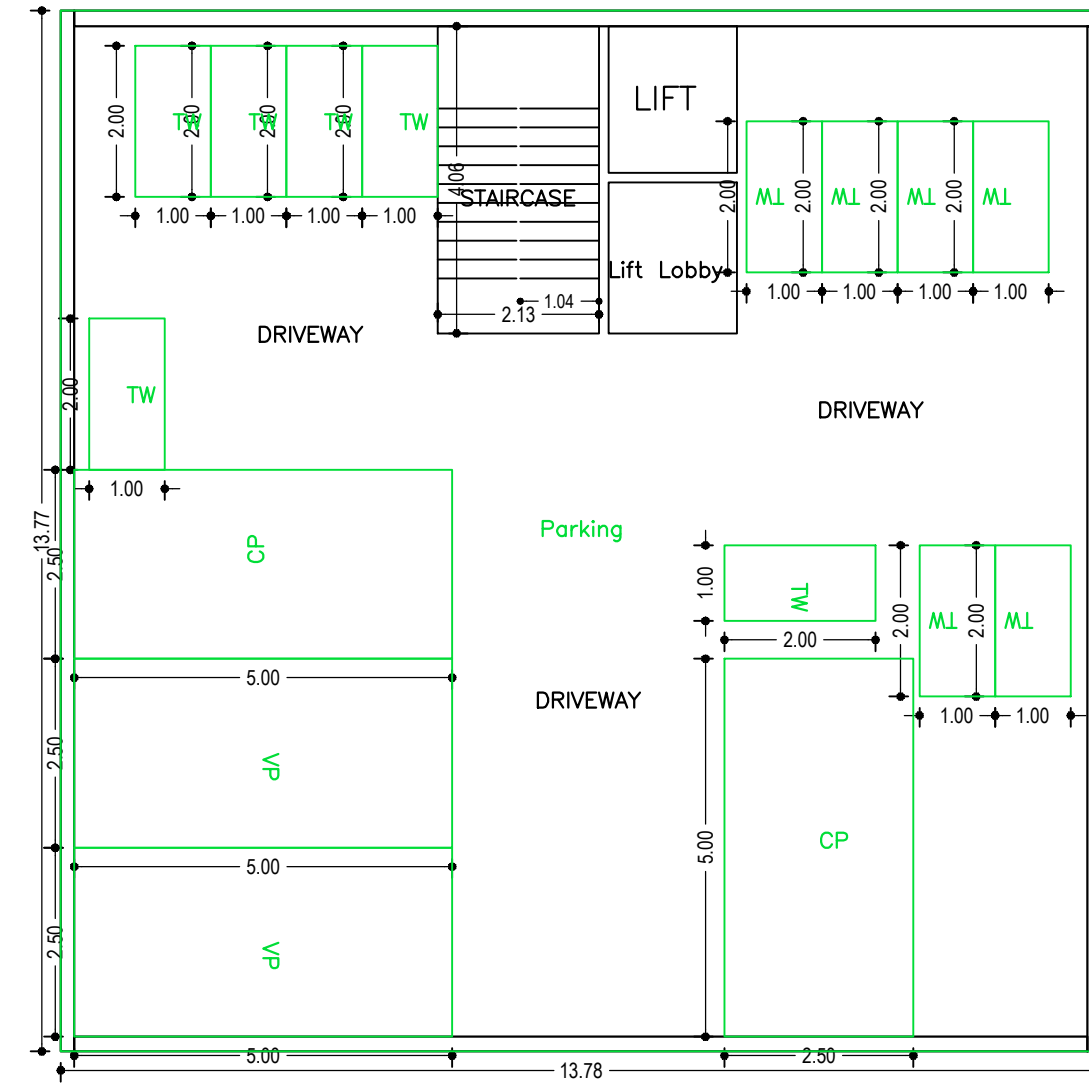 LIFT
2.00
2.00
2.00
2.00
TW
TW
TW
TW
4.06
STAIRCASE
1.00
1.00
1.00
1.00
2.00
2.00
2.00
2.00
TW
TW
TW
TW
Lift Lobby
1.00
1.00
1.00
1.00
1.04
2.13
DRIVEWAY
2.00
TW
DRIVEWAY
1.00
13.77
2.50
CP
Parking
1.00
TW
2.00
2.00
2.00
TW
TW
5.00
DRIVEWAY
1.00
1.00
2.50
VP
5.00
CP
5.00
2.50
VP
5.00
2.50
13.78